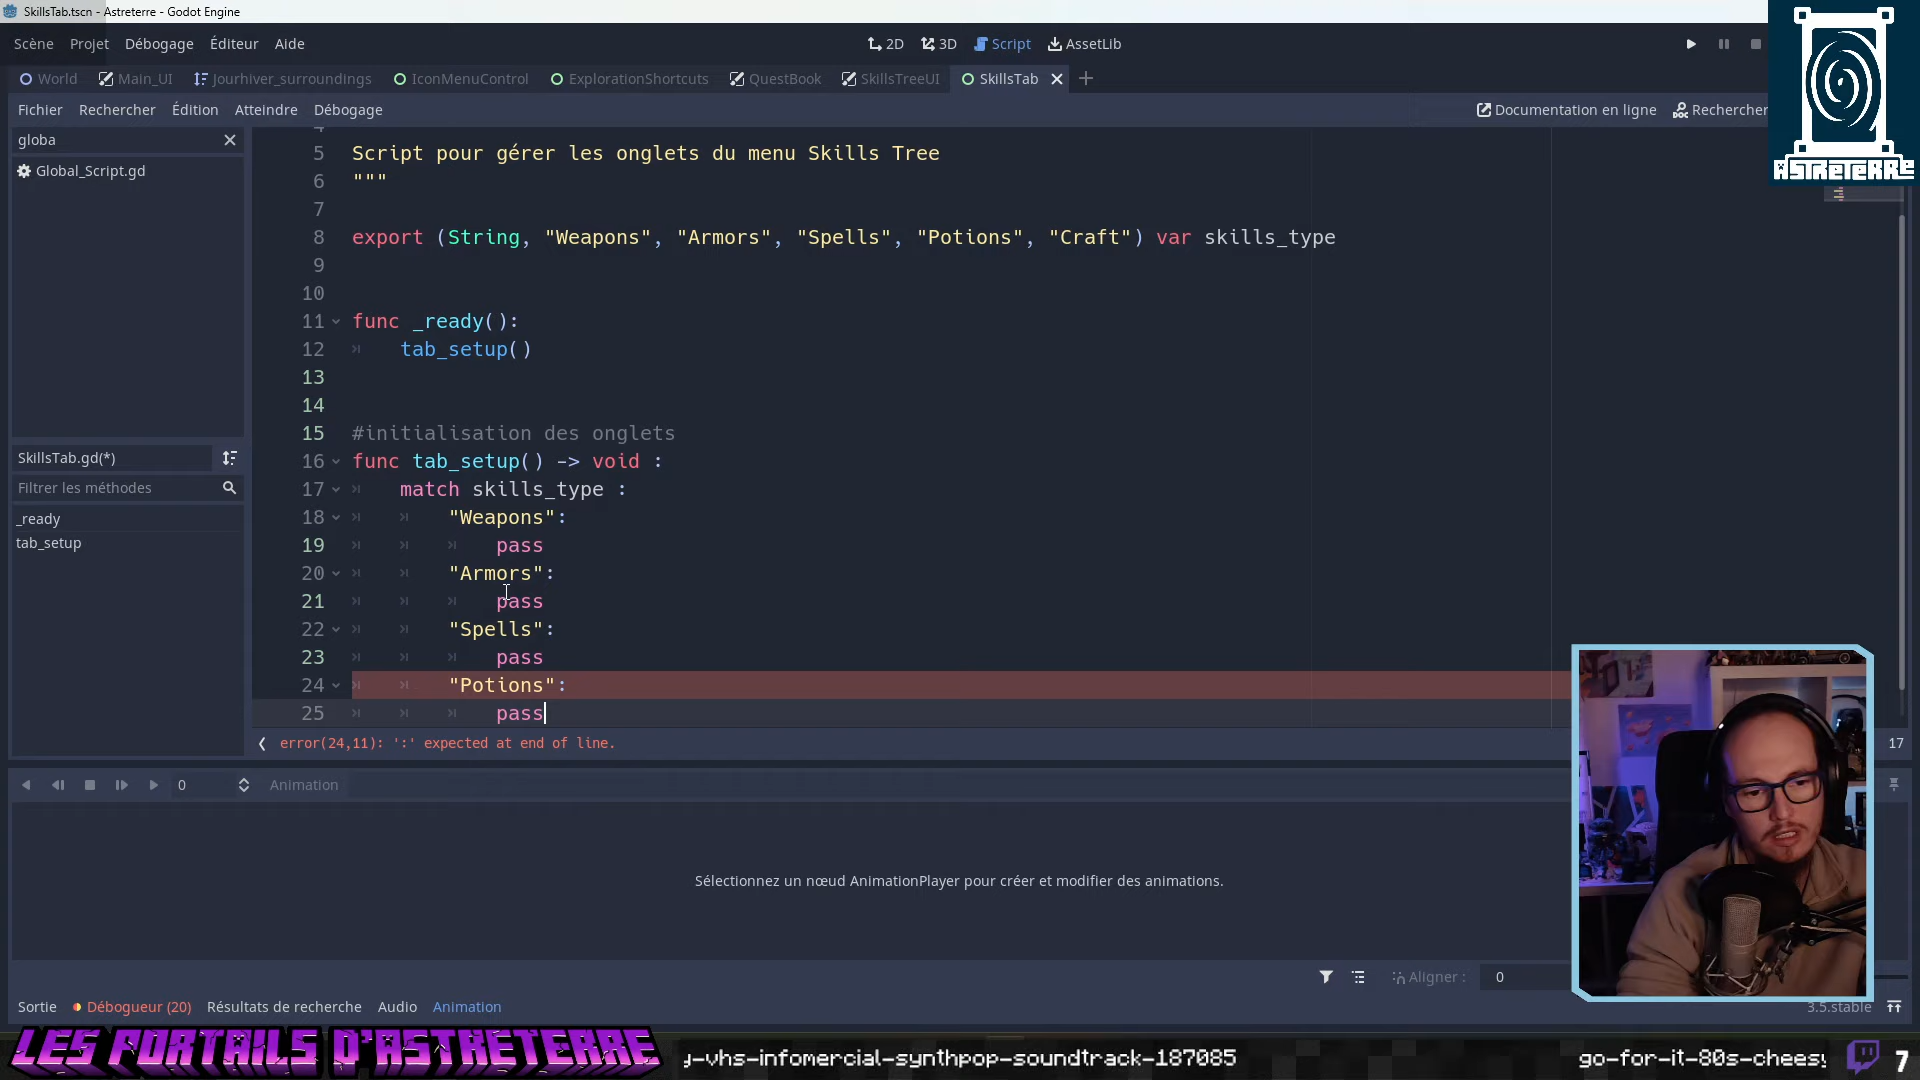 SkillsTab.tscn - Astreterre - Godot Engine
Scène Projet Débogage Éditeur Aide
2D 3D Script AssetLib
World Main_UI Jourhiver_surroundings IconMenuControl ExplorationShortcuts QuestBook SkillsTreeUI SkillsTab
Fichier Rechercher Édition Atteindre Débogage
Documentation en ligne Rechercher
ASTRETERRE
globa
Global_Script.gd
SkillsTab.gd(*)
Filtrer les méthodes
_ready
tab_setup
5 Script pour gérer les onglets du menu Skills Tree
6 """
7
8 export (String, "Weapons", "Armors", "Spells", "Potions", "Craft") var skills_type
9
10
11 func _ready():
12 tab_setup()
13
14
15 #initialisation des onglets
16 func tab_setup() -> void :
17 match skills_type :
18 "Weapons":
19 pass
20 "Armors":
21 pass
22 "Spells":
23 pass
24 "Potions":
25 pass
error(24,11): ':' expected at end of line.
17
0 Animation
Sélectionnez un nœud AnimationPlayer pour créer et modifier des animations.
Aligner : 0
Sortie Débogueur (20) Résultats de recherche Audio Animation
3.5.stable
LES PORTAILS D'ASTRETERRE
y-vhs-infomercial-synthpop-soundtrack-187085 go-for-it-80s-cheesy
7